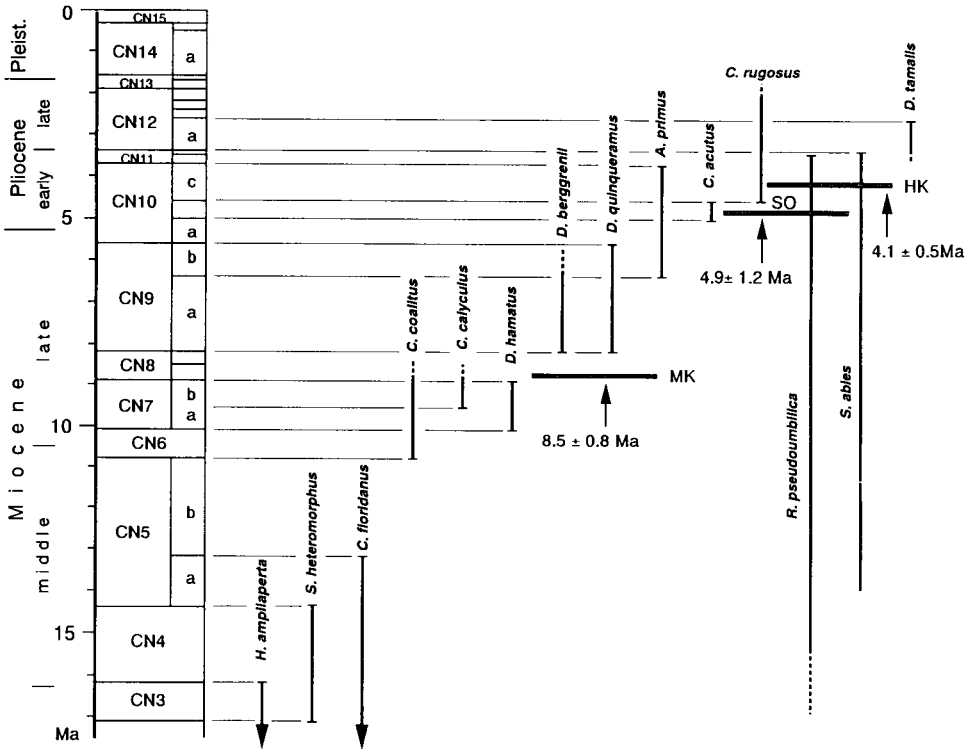 0
5
10
15
Ma
Pleist.
Pliocene
late
early
Miocene
late
middle
CN15
CN14
a
CN13
CN12
a
CN11
CN10
c
a
CN9
b
a
CN8
CN7
b
a
CN6
CN5
b
a
CN4
CN3
H. ampliaperta
S. heteromorphus
C. floridanus
C. coalitus
C. calyculus
D. hamatus
D. berggrenii
D. quinqueramus
A. primus
C. acutus
C. rugosus
R. pseudoumbilica
S. abies
D. tamalis
HK
4.1 ± 0.5Ma
SO
4.9± 1.2 Ma
MK
8.5 ± 0.8 Ma